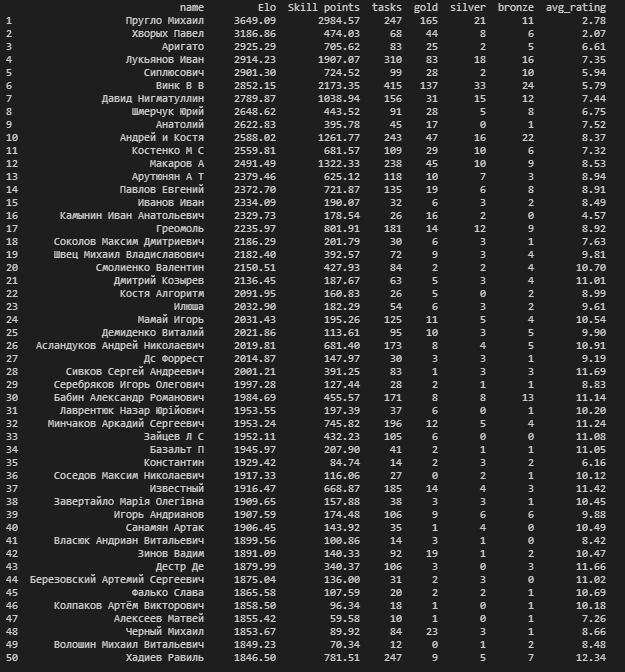 name Elo Skill points tasks gold silver bronze avg_rating
1 Пругло Михаил 3649.09 2984.57 247 165 21 11 2.78
2 Хворых Павел 3186.86 474.03 68 44 8 6 2.07
3 Аригато 2925.29 705.62 83 25 2 5 6.61
4 Лукьянов Иван 2914.23 1907.07 310 83 18 16 7.35
5 Сиплюсович 2901.30 724.52 99 28 2 10 5.94
6 Винк В В 2852.15 2173.35 415 137 33 24 5.79
7 Давид Нигматуллин 2789.87 1038.94 156 31 15 12 7.44
8 Шмерчук Юрий 2648.62 443.52 91 28 5 8 6.75
9 Анатолий 2622.83 395.78 45 17 0 1 7.52
10 Андрей и Костя 2588.02 1261.77 243 47 16 22 8.37
11 Костенко М С 2559.81 681.57 109 29 10 6 7.32
12 Макаров А 2491.49 1322.33 238 45 10 9 8.53
13 Арутюнян А Т 2379.46 625.12 118 10 7 3 8.94
14 Павлов Евгений 2372.70 721.87 135 19 6 8 8.91
15 Иванов Иван 2334.09 190.07 32 6 3 2 8.49
16 Камынин Иван Анатольевич 2329.73 178.54 26 16 2 0 4.57
17 Греомоль 2235.97 801.91 181 14 12 9 8.92
18 Соколов Максим Дмитриевич 2186.29 201.79 30 6 3 1 7.63
19 Швец Михаил Владиславович 2182.40 392.57 72 9 3 4 9.81
20 Смолиенко Валентин 2150.51 427.93 84 2 2 4 10.70
21 Дмитрий Козырев 2136.45 187.67 63 5 3 4 11.01
22 Костя Алгоритм 2091.95 160.83 26 5 0 2 8.99
23 Илюша 2032.90 182.29 54 6 3 2 9.61
24 Мамай Игорь 2031.43 195.26 125 11 5 4 10.54
25 Демиденко Виталий 2021.86 113.61 95 10 3 5 9.90
26 Асландуков Андрей Николаевич 2019.81 681.40 173 8 4 5 10.91
27 Дс Форрест 2014.87 147.97 30 3 3 1 9.19
28 Сивков Сергей Андреевич 2001.21 391.25 83 1 3 3 11.69
29 Серебряков Игорь Олегович 1997.28 127.44 28 2 1 1 8.83
30 Бабин Александр Романович 1984.69 455.57 171 8 8 13 11.14
31 Лаврентюк Назар Юрійович 1953.55 197.39 37 6 0 1 10.20
32 Минчаков Аркадий Сергеевич 1953.24 745.82 196 12 5 4 11.24
33 Зайцев Л С 1952.11 432.23 105 6 0 0 11.08
34 Базальт П 1945.97 207.90 41 2 1 1 11.05
35 Константин 1929.42 84.74 14 2 3 2 6.16
36 Соседов Максим Николаевич 1917.33 116.06 27 0 2 1 10.12
37 Известный 1916.47 668.87 185 14 4 3 11.42
38 Завертайло Марія Олегівна 1909.65 157.88 38 3 3 1 10.45
39 Игорь Андрианов 1907.59 174.48 106 9 6 6 9.88
40 Санамян Артак 1906.45 143.92 35 1 4 0 10.49
41 Власюк Андриан Витальевич 1899.56 100.86 14 3 1 0 8.42
42 Зинов Вадим 1891.09 140.33 92 19 1 2 10.47
43 Дестр Де 1879.99 340.37 106 3 0 3 11.66
44 Березовский Артемий Сергеевич 1875.04 136.00 31 2 3 0 11.02
45 Фалько Слава 1865.58 107.59 20 2 2 1 10.69
46 Колпаков Артём Викторович 1858.50 96.34 18 1 0 1 10.18
47 Алексеев Матвей 1855.42 59.58 10 1 0 1 7.26
48 Черный Михаил 1853.67 89.92 84 23 3 1 8.66
49 Волошин Михаил Витальевич 1849.23 70.34 12 0 1 2 8.48
50 Хадиев Равиль 1846.50 781.51 247 9 5 7 12.34